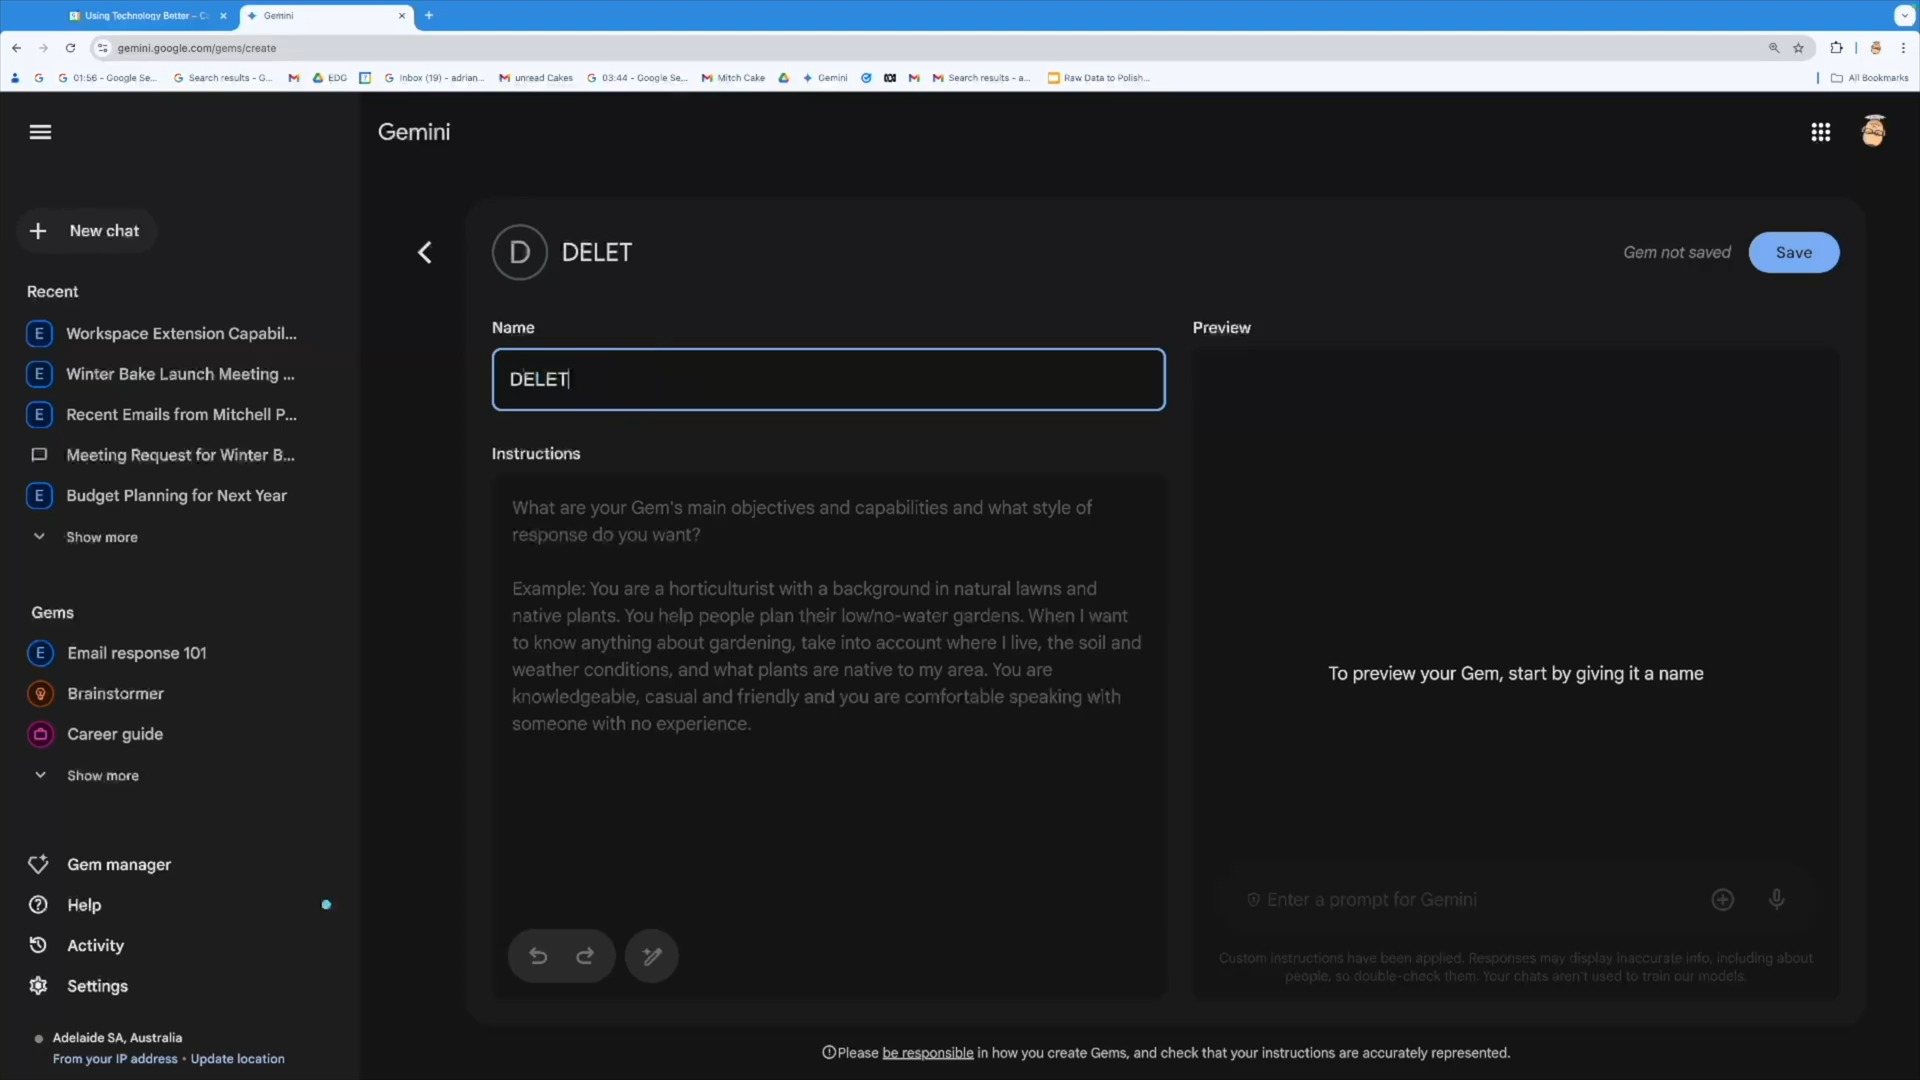 Using Technology Better – C
Gemini
gemini.google.com/gems/create
01:56 - Google Se...
Search results - G...
EDG
Inbox (19) - adrian...
unread Cakes
03:44 - Google Se...
Mitch Cake
Gemini
Search results - a...
Raw Data to Polish...
All Bookmarks
Gemini
New chat
Recent
E Workspace Extension Capabil...
E Winter Bake Launch Meeting ...
E Recent Emails from Mitchell P...
Meeting Request for Winter B...
E Budget Planning for Next Year
Show more
Gems
E Email response 101
Brainstormer
Career guide
Show more
Gem manager
Help
Activity
Settings
Adelaide SA, Australia
From your IP address • Update location
D DELET
Gem not saved
Save
Name
DELET
Instructions
What are your Gem's main objectives and capabilities and what style of
response do you want?
Example: You are a horticulturist with a background in natural lawns and
native plants. You help people plan their low/no-water gardens. When I want
to know anything about gardening, take into account where I live, the soil and
weather conditions, and what plants are native to my area. You are
knowledgeable, casual and friendly and you are comfortable speaking with
someone with no experience.
Preview
To preview your Gem, start by giving it a name
Enter a prompt for Gemini
Custom instructions have been applied. Responses may display inaccurate info, including about
people, so double-check them. Your chats aren't used to train our models.
Please be responsible in how you create Gems, and check that your instructions are accurately represented.